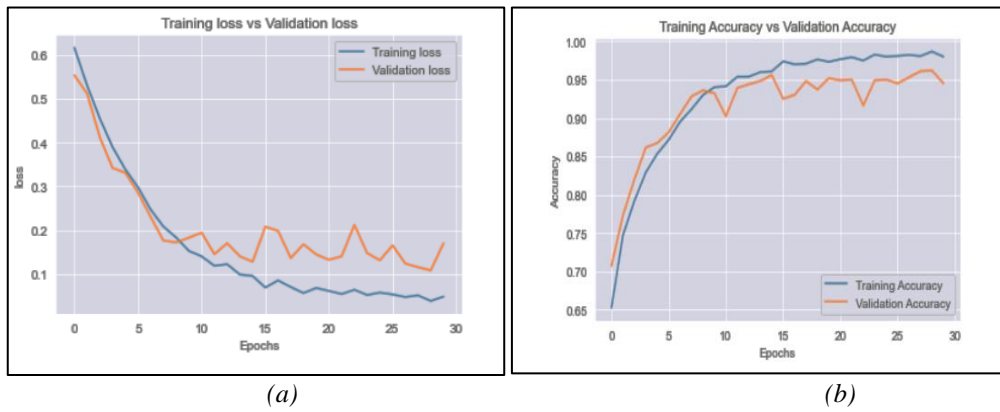 Training loss vs Validation loss
0.6
0.5
0.4
0.3
0.2
0.1
loss
Training loss
Validation loss
0 5 10 15 20 25 30
Epochs
(a)
Training Accuracy vs Validation Accuracy
1.00
0.95
0.90
0.85
0.80
0.75
0.70
0.65
Accuracy
Training Accuracy
Validation Accuracy
0 5 10 15 20 25 30
Epochs
(b)